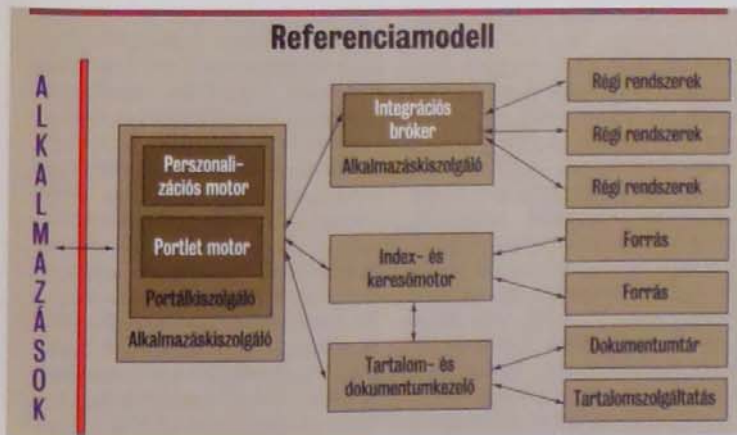 Referenciamodell
ALKALMAZÁSOK
Perszonali-
zációs motor
Portlet motor
Portálkiszolgáló
Alkalmazáskiszolgáló
Integrációs
bróker
Alkalmazáskiszolgáló
Index- és
keresőmotor
Tartalom- és
dokumentumkezelő
Régi rendszerek
Régi rendszerek
Régi rendszerek
Forrás
Forrás
Dokumentumtár
Tartalomszolgáltatás